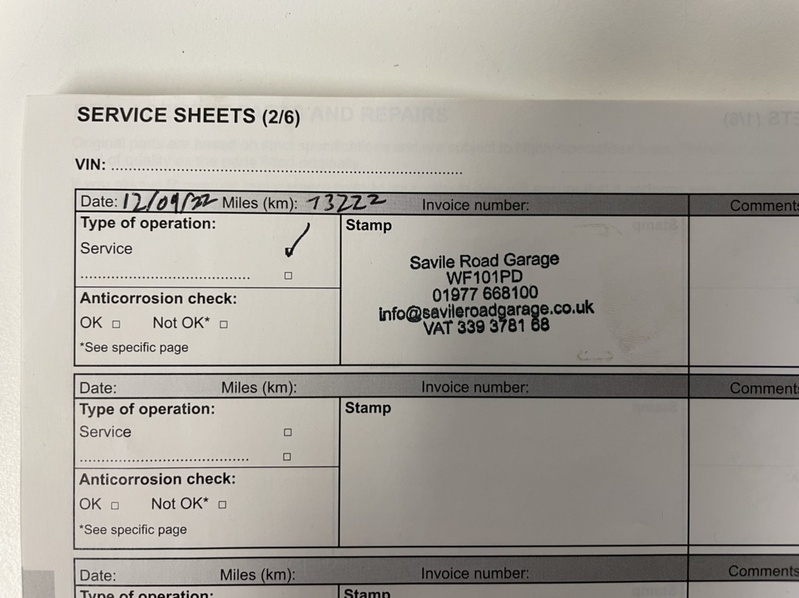 SERVICE SHEETS (2/6)
VIN: ..........................................................................
Date: 12/09/22 Miles (km): 73222 Invoice number: Comments
Type of operation:
Service
.......................................
Anticorrosion check:
OK □ Not OK* □
*See specific page
Stamp
Savile Road Garage
WF101PD
01977 668100
info@savileroadgarage.co.uk
VAT 339 3781 68
Date: Miles (km): Invoice number: Comments
Type of operation:
Service □
....................................... □
Anticorrosion check:
OK □ Not OK* □
*See specific page
Stamp
Date: Miles (km): Invoice number: Comments
Type of operation:
Stamp